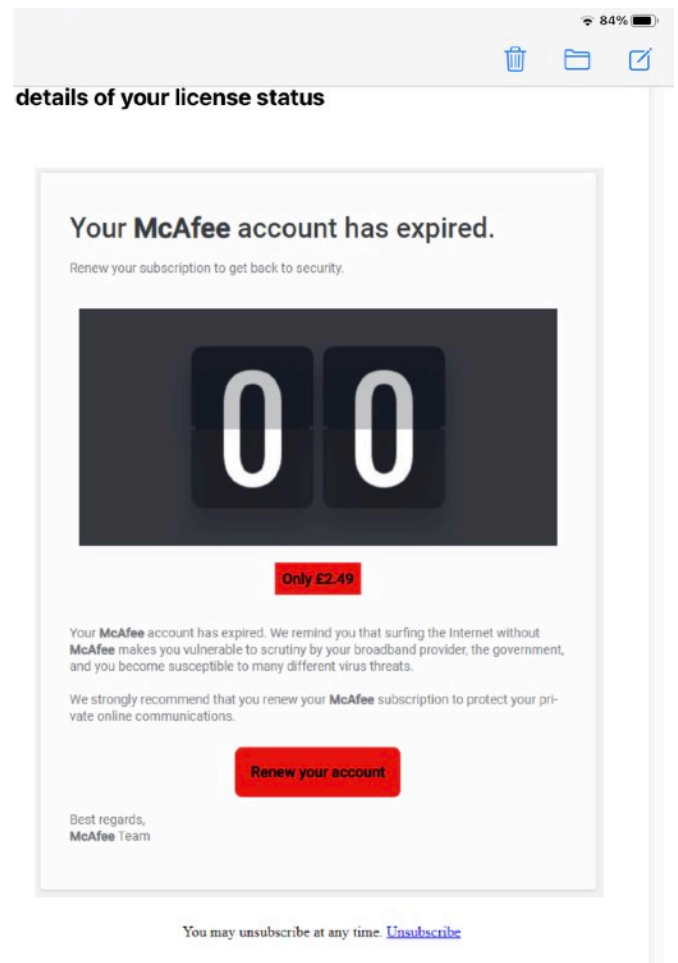 84%
details of your license status
Your McAfee account has expired.
Renew your subscription to get back to security.
00
Only £2.49
Your McAfee account has expired. We remind you that surfing the Internet without
McAfee makes you vulnerable to scrutiny by your broadband provider, the government,
and you become susceptible to many different virus threats.
We strongly recommend that you renew your McAfee subscription to protect your pri-
vate online communications.
Renew your account
Best regards,
McAfee Team
You may unsubscribe at any time. Unsubscribe